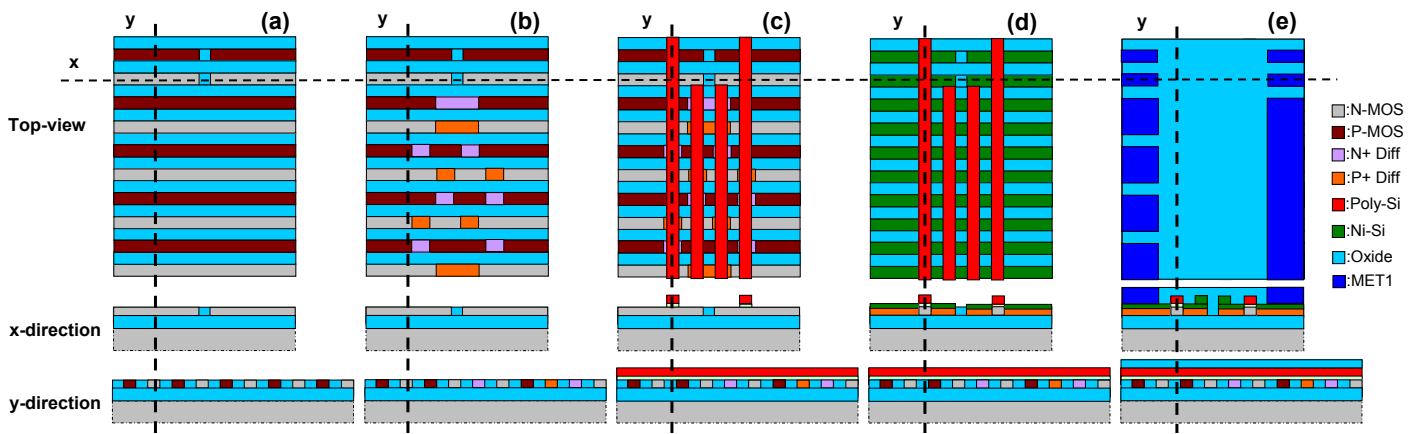 y (a) y (b) y (c) y (d) y (e)
x
Top-view
:N-MOS
:P-MOS
:N+ Diff
:P+ Diff
:Poly-Si
:Ni-Si
:Oxide
:MET1
x-direction
y-direction